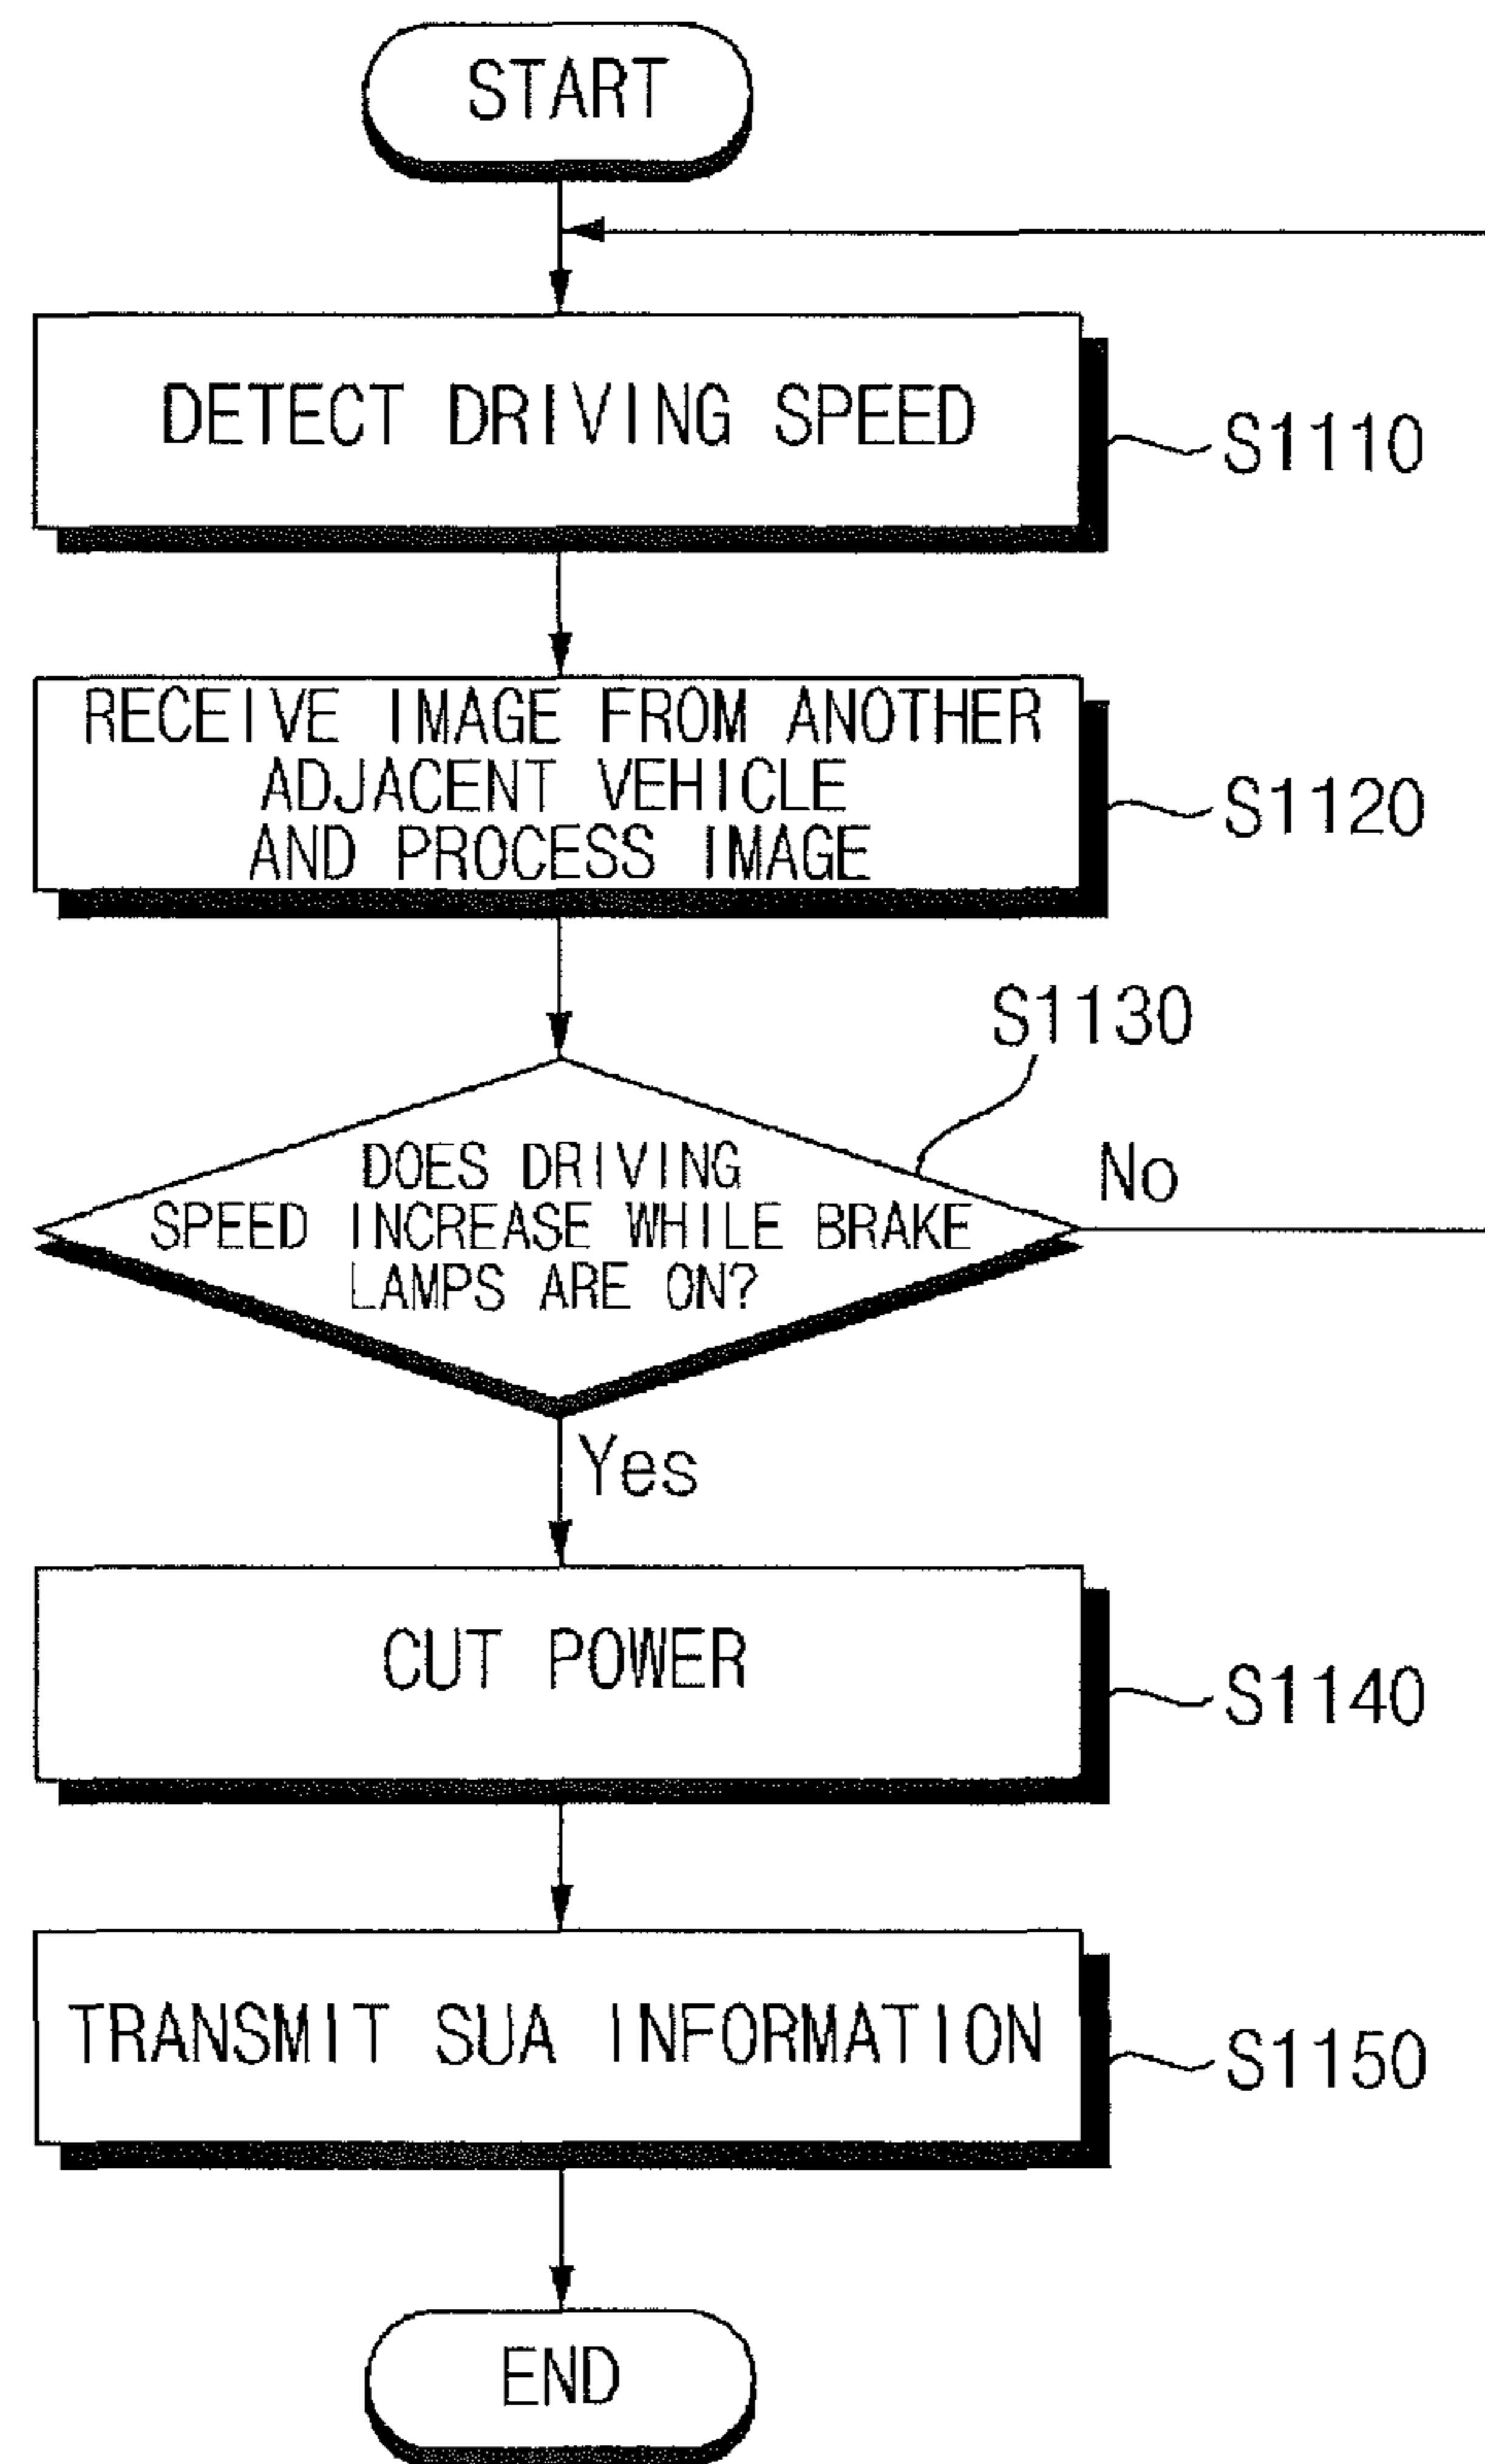 START
DETECT DRIVING SPEED
S1110
RECEIVE IMAGE FROM ANOTHER
ADJACENT VEHICLE
AND PROCESS IMAGE
S1120
S1130
DOES DRIVING
SPEED INCREASE WHILE BRAKE
LAMPS ARE ON?
No
Yes
CUT POWER
S1140
TRANSMIT SUA INFORMATION
S1150
END